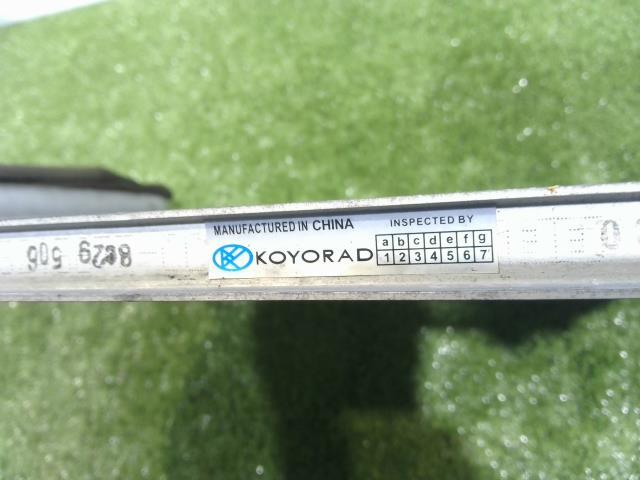 MANUFACTURED IN CHINA
KOYORAD
INSPECTED BY
a b c d e f g
1 2 3 4 5 6 7